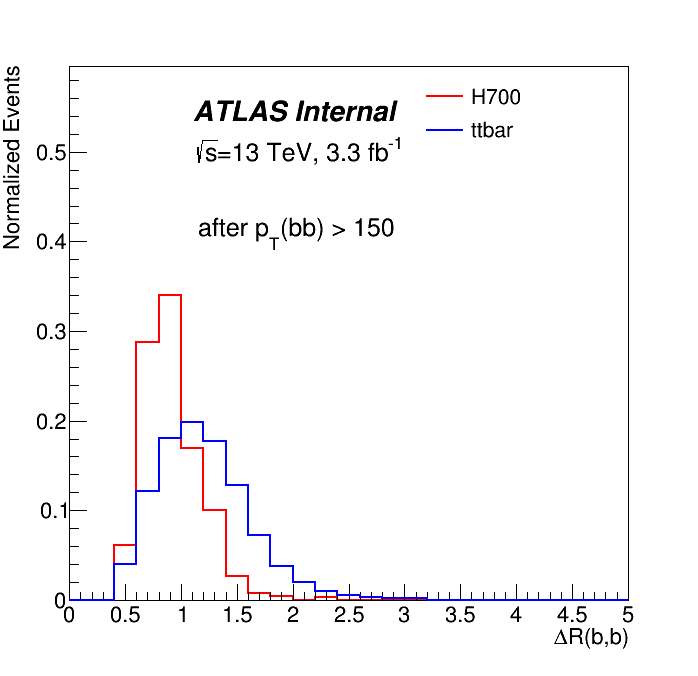 ATLAS Internal
√s=13 TeV, 3.3 fb⁻¹
after p_T(bb) > 150
H700
ttbar
Normalized Events
0.5
0.4
0.3
0.2
0.1
0
0 0.5 1 1.5 2 2.5 3 3.5 4 4.5 5
ΔR(b,b)